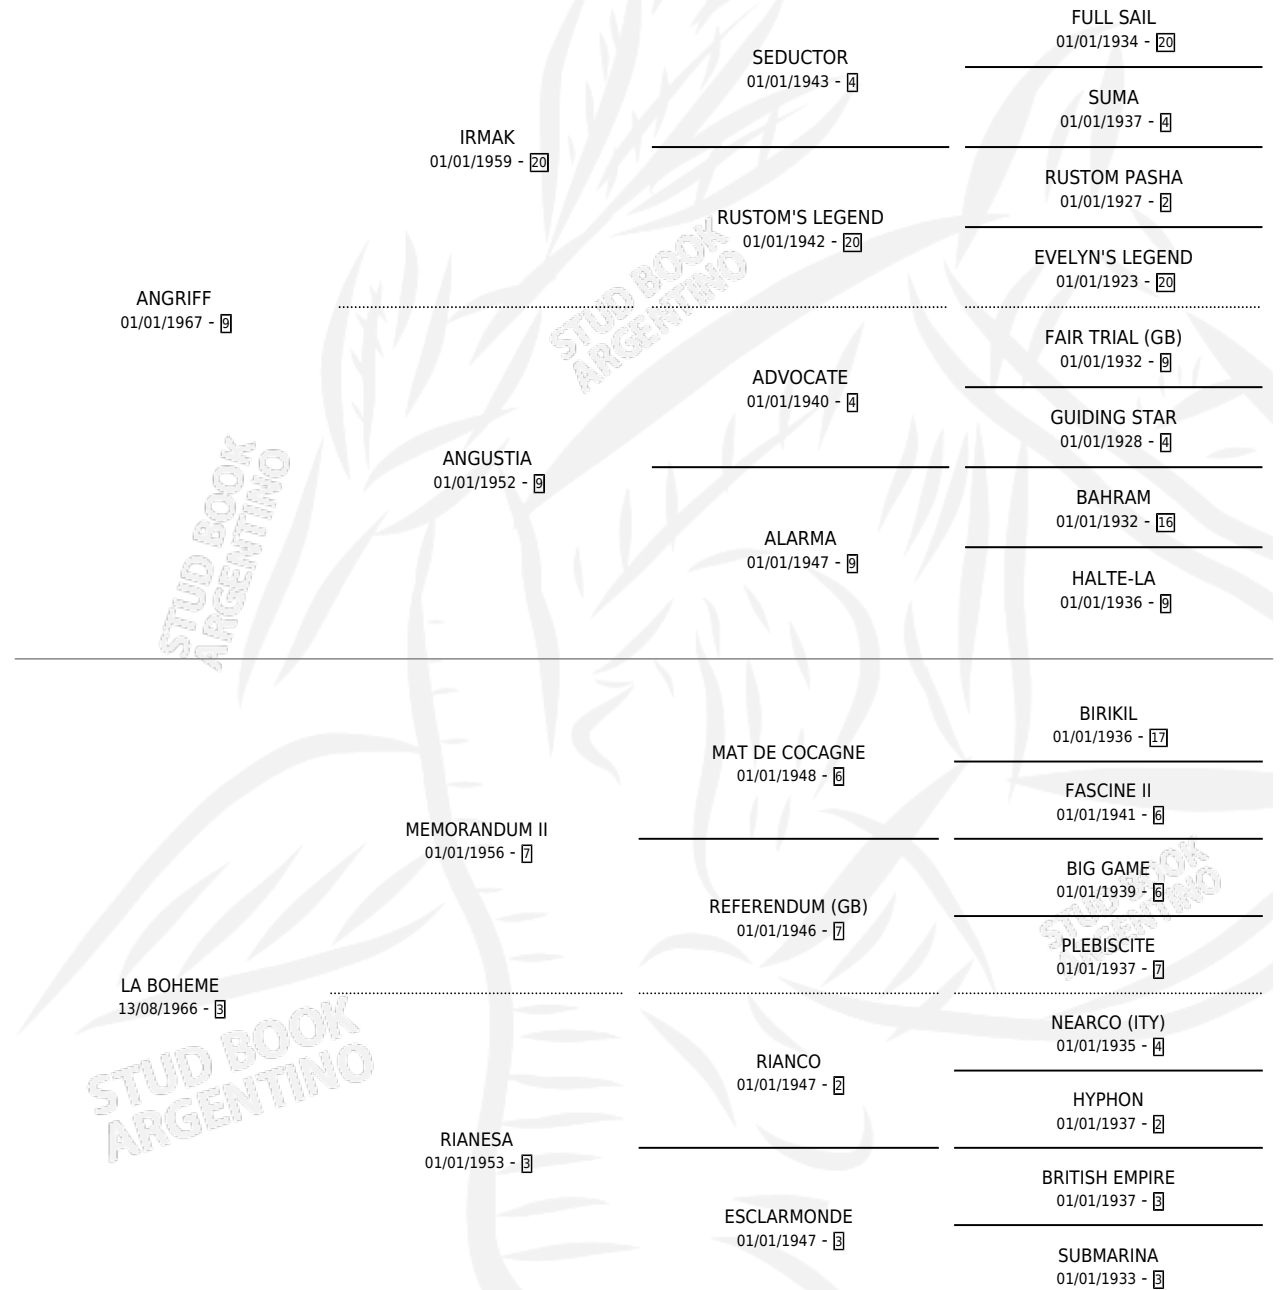 FULL SAIL
01/01/1934 - 20
SEDUCTOR
01/01/1943 - 4
SUMA
01/01/1937 - 4
IRMAK
01/01/1959 - 20
RUSTOM PASHA
01/01/1927 - 2
RUSTOM'S LEGEND
01/01/1942 - 20
EVELYN'S LEGEND
01/01/1923 - 20
ANGRIFF
01/01/1967 - 9
FAIR TRIAL (GB)
01/01/1932 - 9
ADVOCATE
01/01/1940 - 4
GUIDING STAR
01/01/1928 - 4
ANGUSTIA
01/01/1952 - 9
BAHRAM
01/01/1932 - 16
ALARMA
01/01/1947 - 9
HALTE-LA
01/01/1936 - 9
BIRIKIL
01/01/1936 - 17
MAT DE COCAGNE
01/01/1948 - 6
FASCINE II
01/01/1941 - 6
MEMORANDUM II
01/01/1956 - 7
BIG GAME
01/01/1939 - 6
REFERENDUM (GB)
01/01/1946 - 7
PLEBISCITE
01/01/1937 - 7
LA BOHEME
13/08/1966 - 3
NEARCO (ITY)
01/01/1935 - 4
RIANCO
01/01/1947 - 2
HYPHON
01/01/1937 - 2
RIANESA
01/01/1953 - 3
BRITISH EMPIRE
01/01/1937 - 3
ESCLARMONDE
01/01/1947 - 3
SUBMARINA
01/01/1933 - 3
STUD BOOK
ARGENTINO
STUD BOOK
ARGENTINO
STUD BOOK
ARGENTINO
STUD BOOK
ARGENTINO